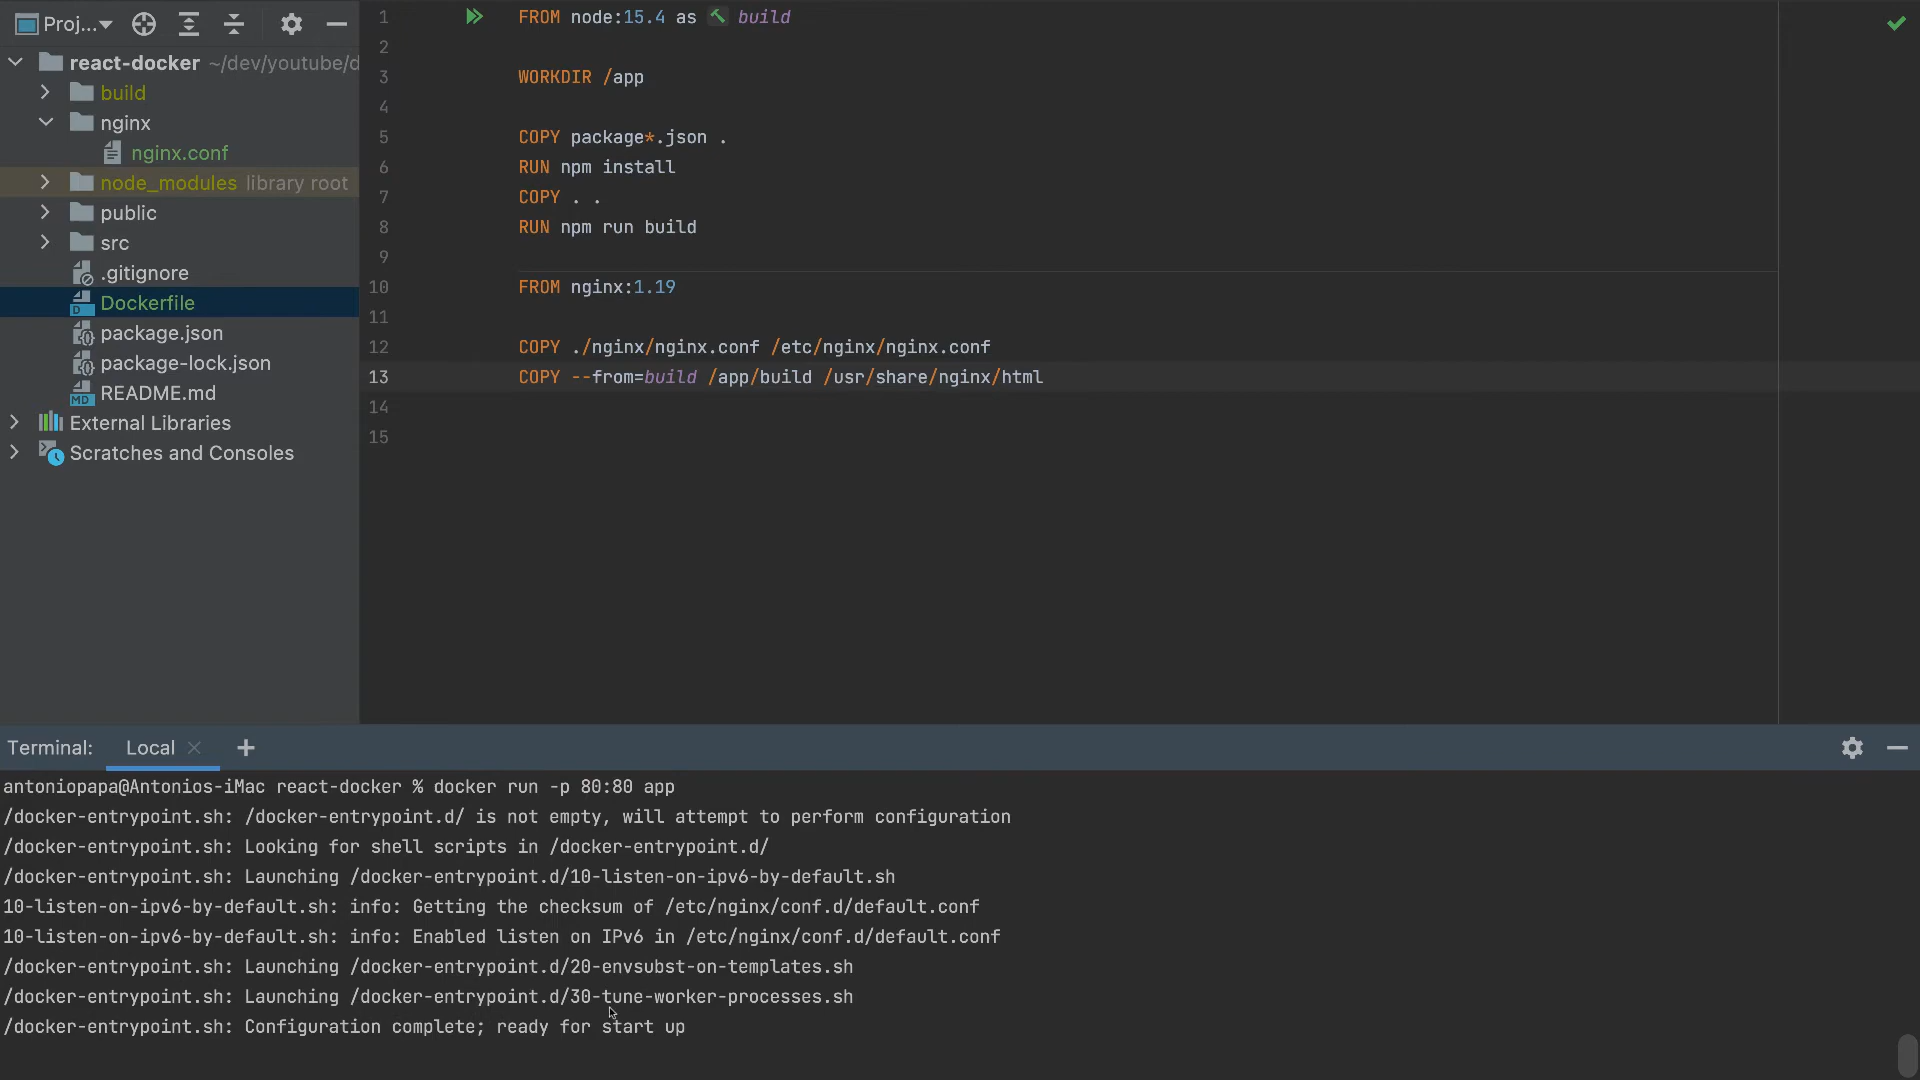 Proj...
react-docker ~/dev/youtube/d
build
nginx
nginx.conf
node_modules library root
public
src
.gitignore
Dockerfile
package.json
package-lock.json
README.md
External Libraries
Scratches and Consoles
1 FROM node:15.4 as build
2
3 WORKDIR /app
4
5 COPY package*.json .
6 RUN npm install
7 COPY . .
8 RUN npm run build
9
10 FROM nginx:1.19
11
12 COPY ./nginx/nginx.conf /etc/nginx/nginx.conf
13 COPY --from=build /app/build /usr/share/nginx/html
14
15
Terminal: Local
antoniopapa@Antonios-iMac react-docker % docker run -p 80:80 app
/docker-entrypoint.sh: /docker-entrypoint.d/ is not empty, will attempt to perform configuration
/docker-entrypoint.sh: Looking for shell scripts in /docker-entrypoint.d/
/docker-entrypoint.sh: Launching /docker-entrypoint.d/10-listen-on-ipv6-by-default.sh
10-listen-on-ipv6-by-default.sh: info: Getting the checksum of /etc/nginx/conf.d/default.conf
10-listen-on-ipv6-by-default.sh: info: Enabled listen on IPv6 in /etc/nginx/conf.d/default.conf
/docker-entrypoint.sh: Launching /docker-entrypoint.d/20-envsubst-on-templates.sh
/docker-entrypoint.sh: Launching /docker-entrypoint.d/30-tune-worker-processes.sh
/docker-entrypoint.sh: Configuration complete; ready for start up